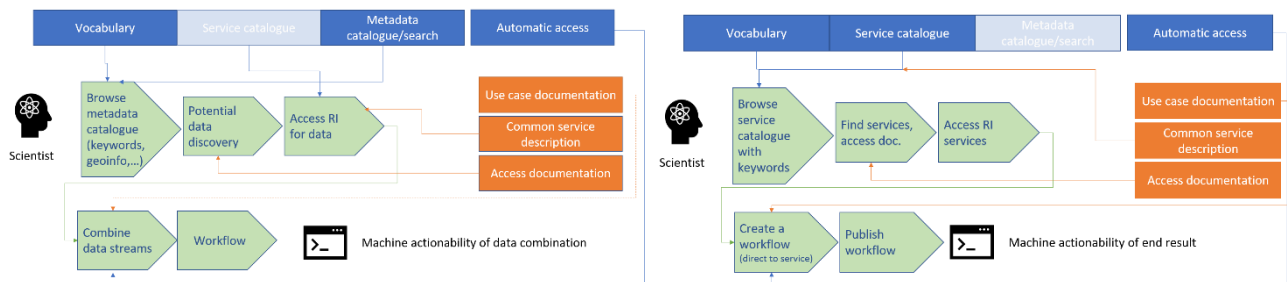 Vocabulary
Service catalogue
Metadata
catalogue/search
Automatic access
Browse
metadata
catalogue
(keywords,
geoinfo,...)
Potential
data
discovery
Access RI
for data
Use case documentation
Common service
description
Access documentation
Scientist
Combine
data streams
Workflow
>_
Machine actionability of data combination
Vocabulary
Service catalogue
Metadata
catalogue/search
Automatic access
Browse
service
catalogue
with
keywords
Find services,
access doc.
Access RI
services
Use case documentation
Common service
description
Access documentation
Scientist
Create a
workflow
(direct to service)
Publish
workflow
>_
Machine actionability of end result